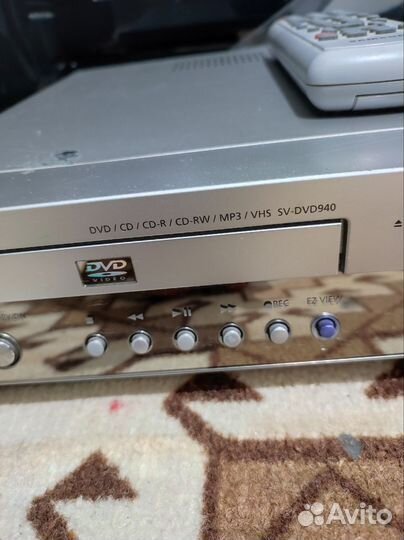 DVD / CD / CD-R / CD-RW / MP3 / VHS SV-DVD940
DVD
VIDEO
REC
EZ VIEW
Avito